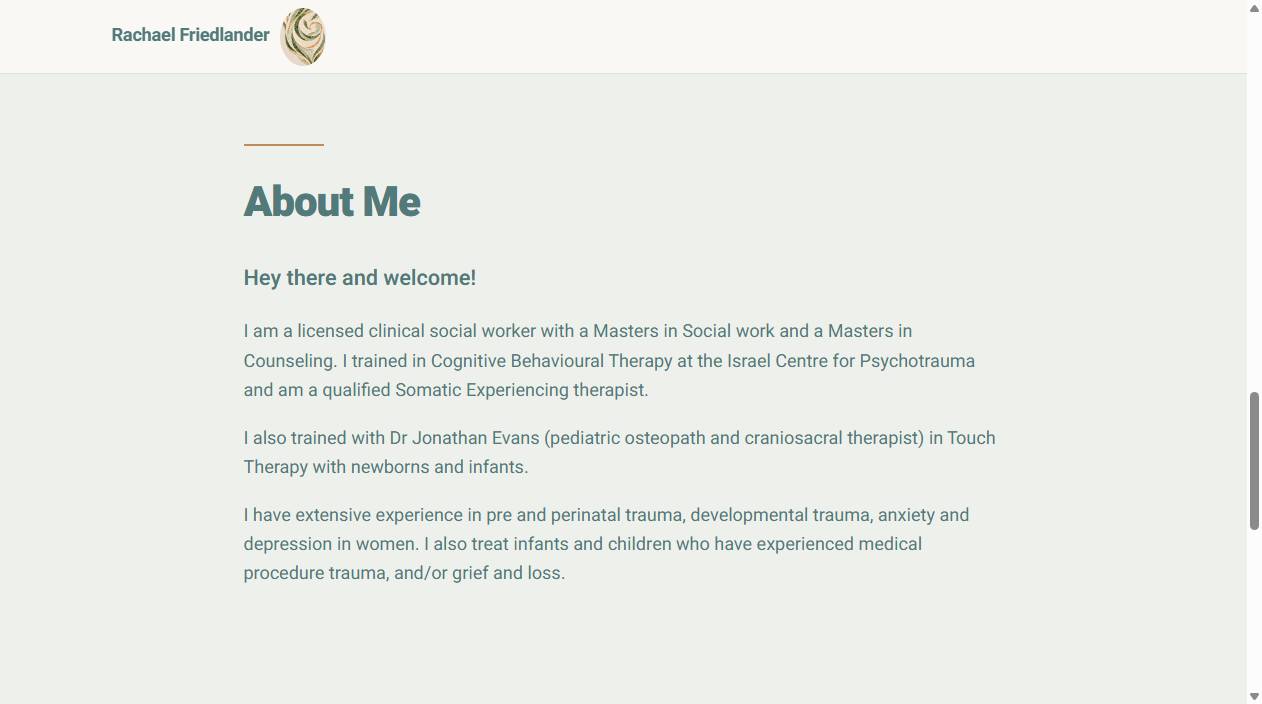 Rachael Friedlander
About Me
Hey there and welcome!
I am a licensed clinical social worker with a Masters in Social work and a Masters in
Counseling. I trained in Cognitive Behavioural Therapy at the Israel Centre for Psychotrauma
and am a qualified Somatic Experiencing therapist.
I also trained with Dr Jonathan Evans (pediatric osteopath and craniosacral therapist) in Touch
Therapy with newborns and infants.
I have extensive experience in pre and perinatal trauma, developmental trauma, anxiety and
depression in women. I also treat infants and children who have experienced medical
procedure trauma, and/or grief and loss.